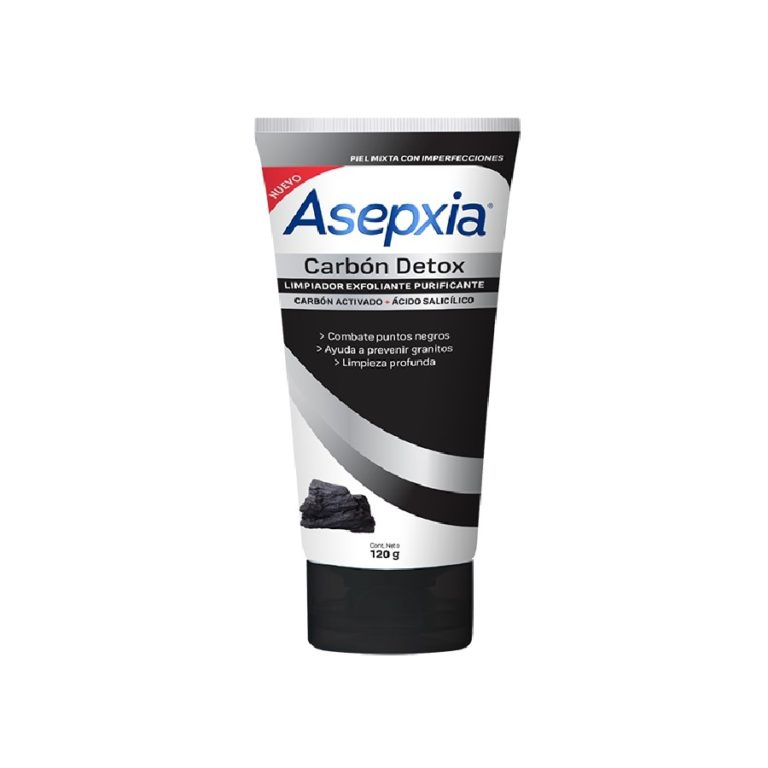 PIEL MIXTA CON IMPERFECCIONES
NUEVO
Asepxia®
Carbón Detox
LIMPIADOR EXFOLIANTE PURIFICANTE
CARBÓN ACTIVADO + ÁCIDO SALICÍLICO
> Combate puntos negros
> Ayuda a prevenir granitos
> Limpieza profunda
Cont. Neto
120 g